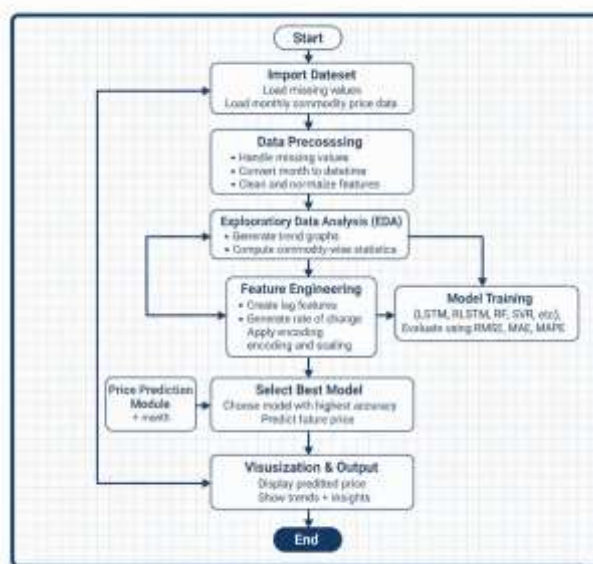 Start
Import Dateset
Load missing values
Load monthly commodity price data
Data Precosssing
• Handle missing values
• Convert month to datetime
• Clean and normaize features
Explooratory Data Analysis (EDA)
• Generate trend graphs
• Compute commodity-wise statistics
Feature Engineering
• Create lag features
• Generate rate of change
Apply encoding
encoding and scaling
Model Training
(LSTM, RLSTM, RF, SVR, etc),
Evaluate using RMSE, MAE, MAPE
Price Prediction
Module
+ month
Select Best Model
Choose model with highest accuracy
Predict future price
Visusization & Output
Display preditted price
Show trends + insights
End